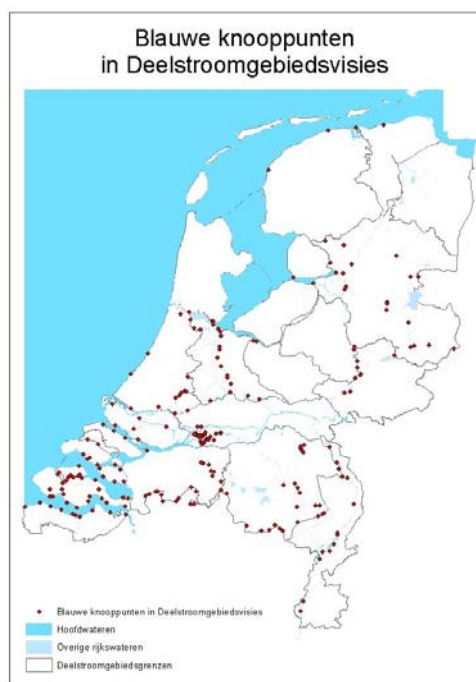 Blauwe knooppunten
in Deelstroomgebiedsvisies
Blauwe knooppunten in Deelstroomgebiedsvisies
Hoofdwateren
Overige rijkswateren
Deelstroomgebiedsgrenzen